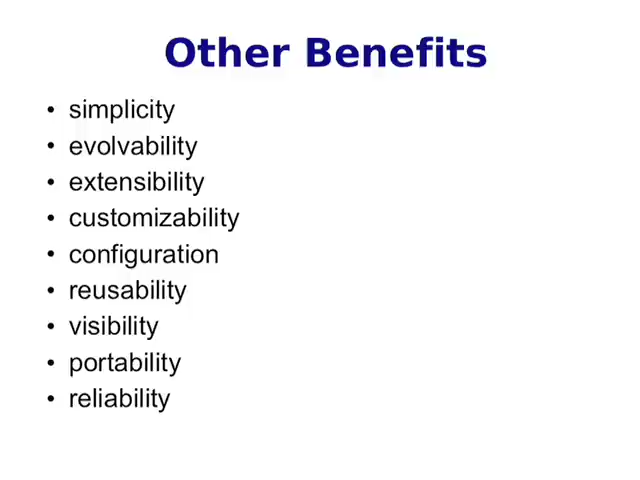 Other Benefits
• simplicity
• evolvability
• extensibility
• customizability
• configuration
• reusability
• visibility
• portability
• reliability